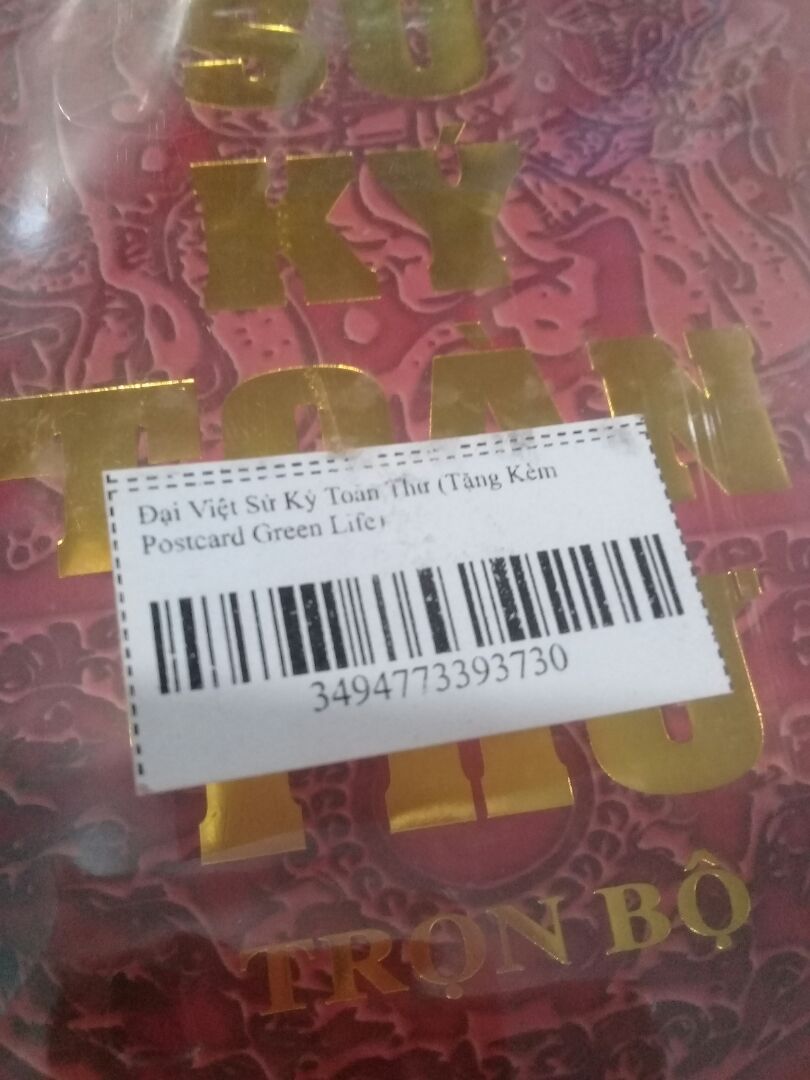 SỬ
KÝ
TOÀN
Đại Việt Sử Ký Toàn Thư (Tặng Kèm
Postcard Green Life)
3494773393730
THƯ
TRỌN BỘ